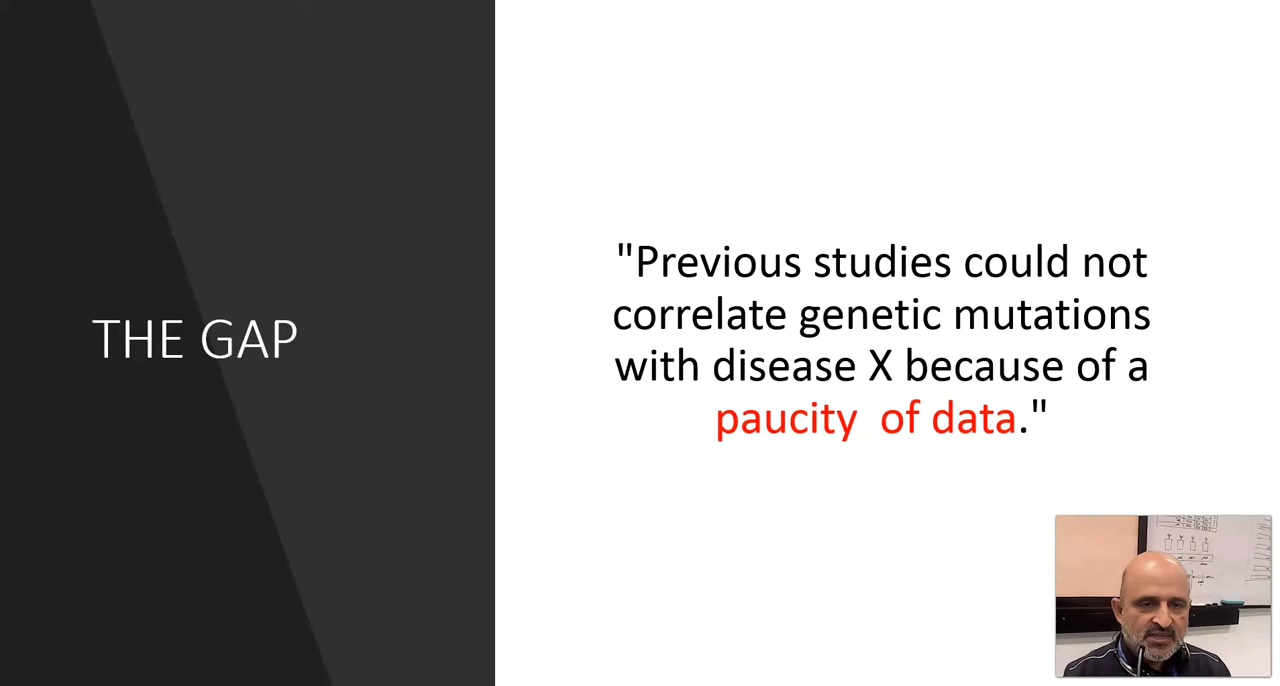 THE GAP
"Previous studies could not
correlate genetic mutations
with disease X because of a
paucity  of data."